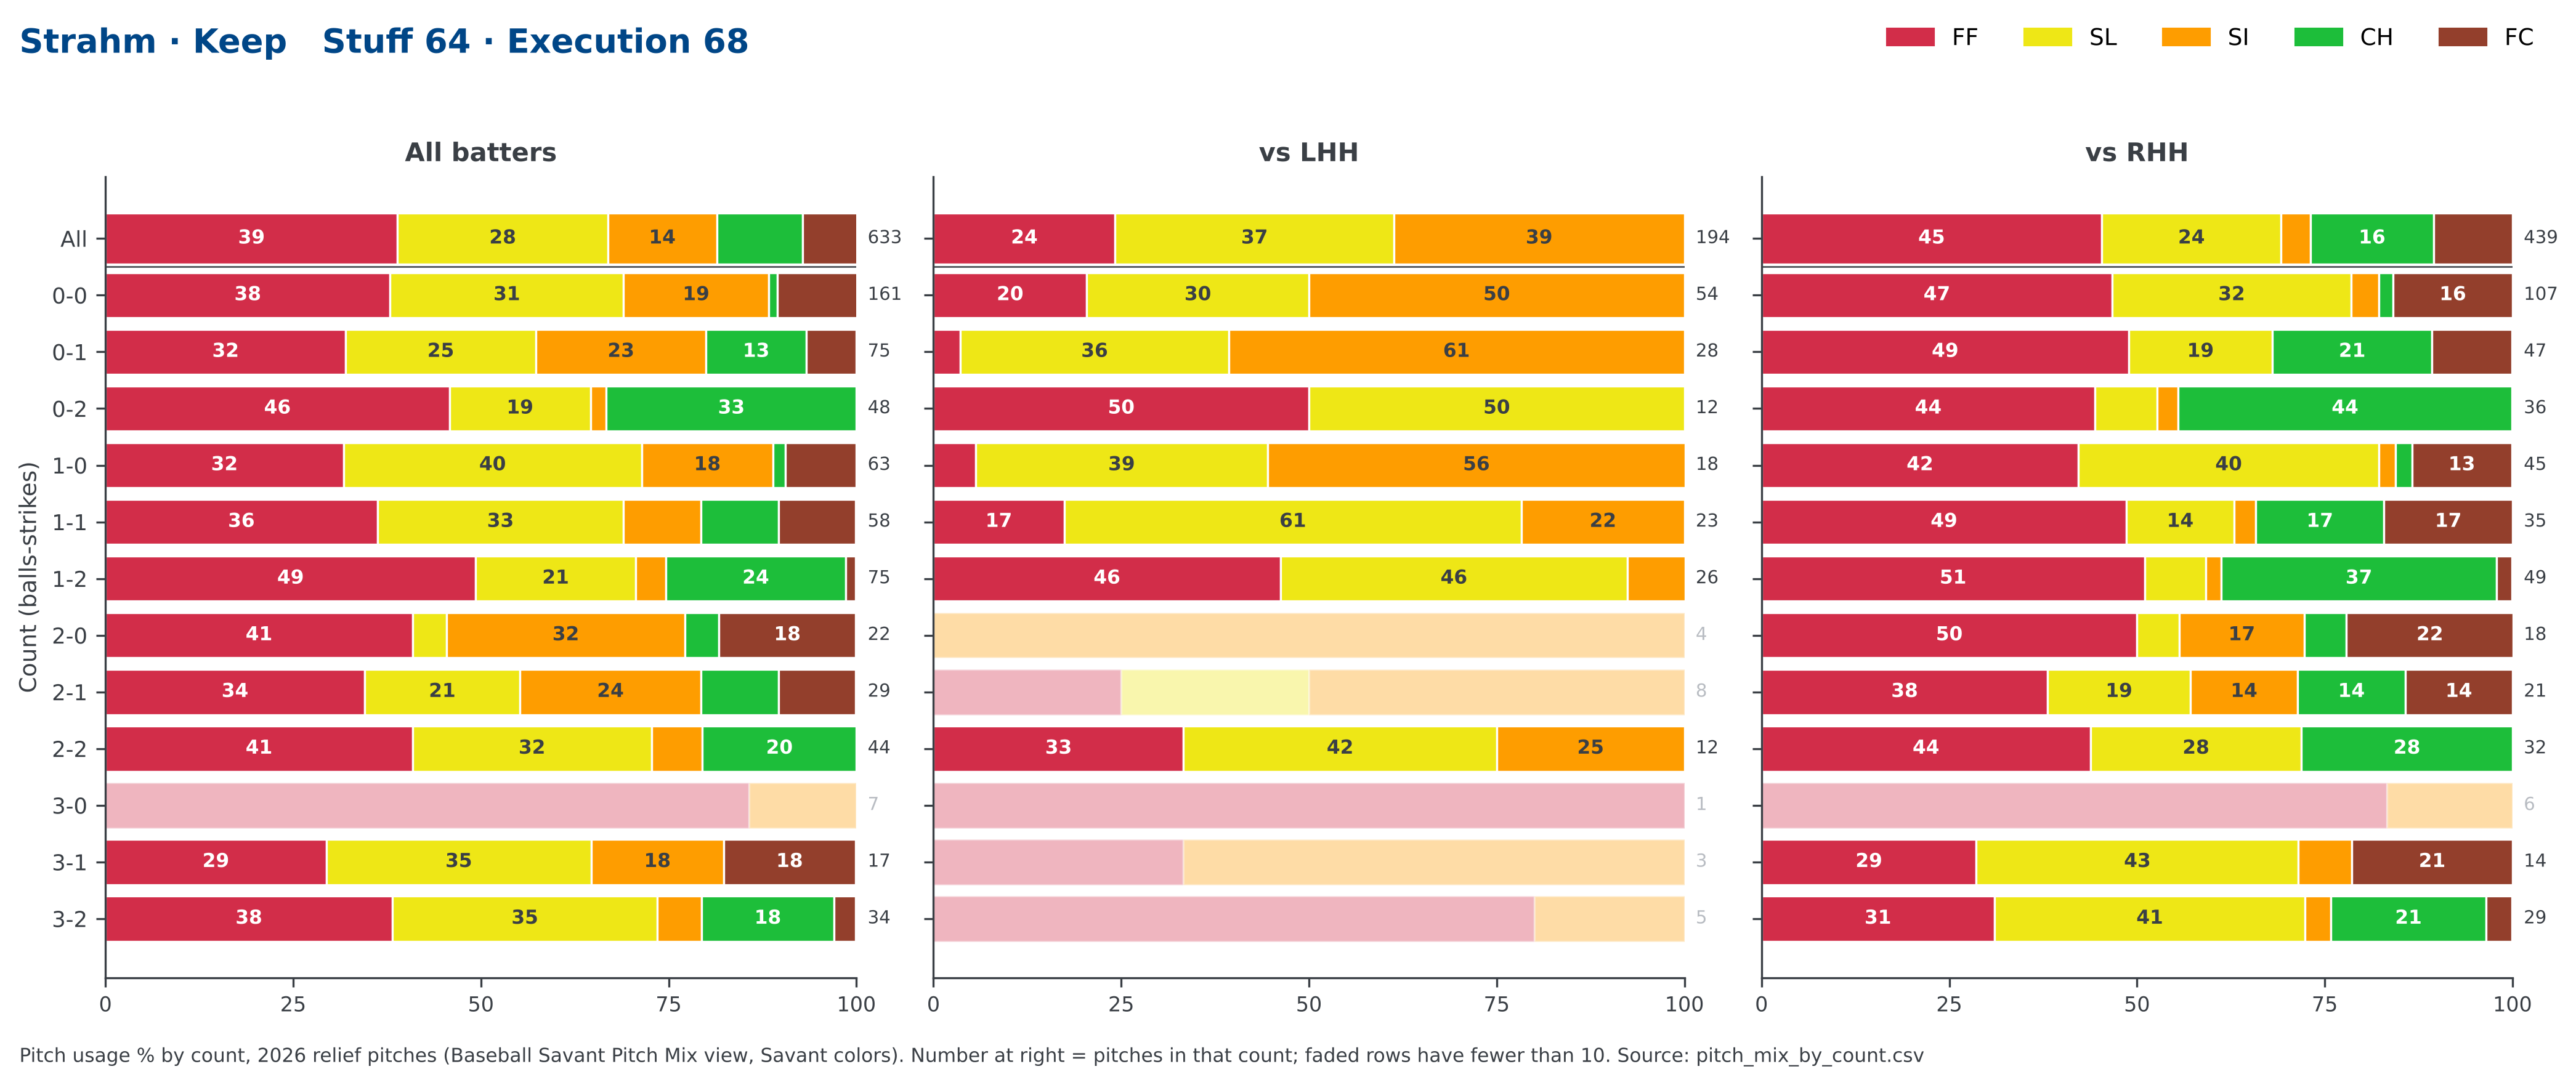 Strahm · Keep   Stuff 64 · Execution 68
FF SL SI CH FC
All batters vs LHH vs RHH
Count (balls-strikes)
All 39 28 14 633 24 37 39 194 45 24 16 439
0-0 38 31 19 161 20 30 50 54 47 32 16 107
0-1 32 25 23 13 75 36 61 28 49 19 21 47
0-2 46 19 33 48 50 50 12 44 44 36
1-0 32 40 18 63 39 56 18 42 40 13 45
1-1 36 33 58 17 61 22 23 49 14 17 17 35
1-2 49 21 24 75 46 46 26 51 37 49
2-0 41 32 18 22 4 50 17 22 18
2-1 34 21 24 29 8 38 19 14 14 14 21
2-2 41 32 20 44 33 42 25 12 44 28 28 32
3-0 7 1 6
3-1 29 35 18 18 17 3 29 43 21 14
3-2 38 35 18 34 5 31 41 21 29
0 25 50 75 100 0 25 50 75 100 0 25 50 75 100
Pitch usage % by count, 2026 relief pitches (Baseball Savant Pitch Mix view, Savant colors). Number at right = pitches in that count; faded rows have fewer than 10. Source: pitch_mix_by_count.csv